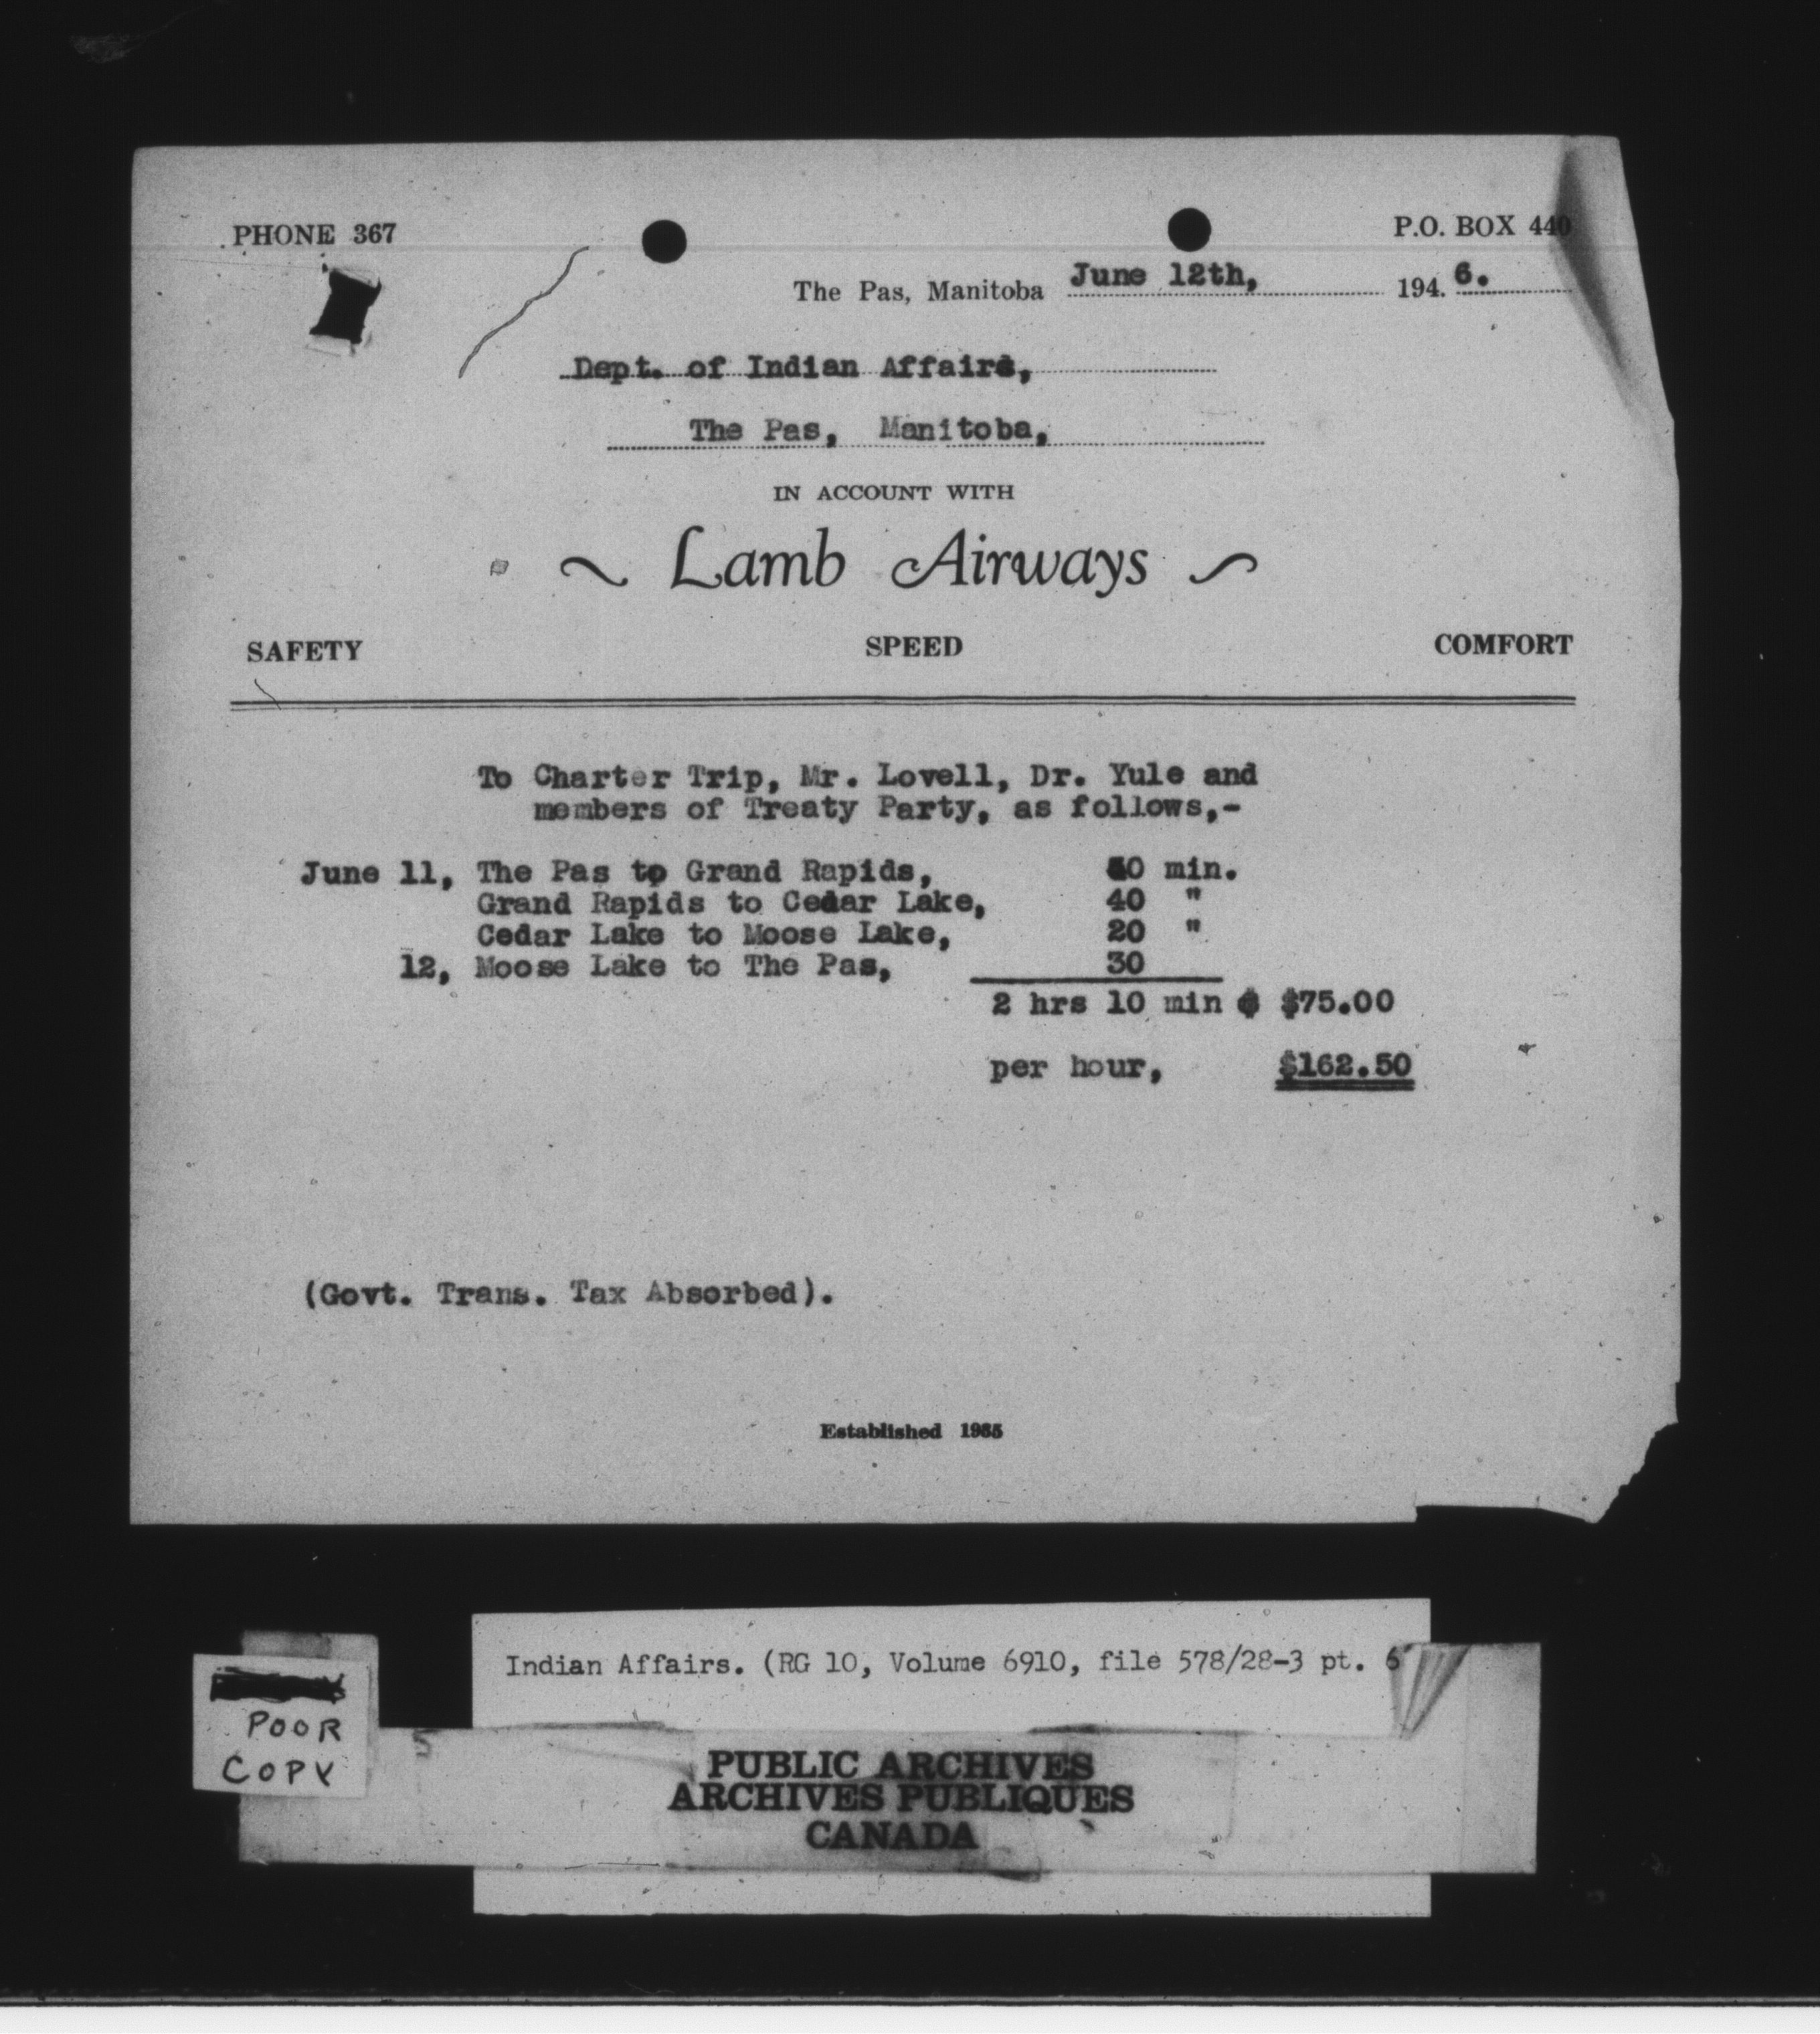 PHONE 367
P.O. BOX 440
The Pas, Manitoba June 12th, 194. 6.
Dept. of Indian Affairs,
The Pas, Manitoba,
IN ACCOUNT WITH
~ Lamb Airways ~
SAFETY SPEED COMFORT
To Charter Trip, Mr. Lovell, Dr. Yule and
members of Treaty Party, as follows,-
June 11, The Pas to Grand Rapids, 40 min.
Grand Rapids to Cedar Lake, 40 "
Cedar Lake to Moose Lake, 20 "
12, Moose Lake to The Pas, 30
2 hrs 10 min @ $75.00
per hour, $162.50
(Govt. Trans. Tax Absorbed).
Established 1935
Indian Affairs. (RG 10, Volume 6910, file 578/28-3 pt. 6
POOR
COPY
PUBLIC ARCHIVES
ARCHIVES PUBLIQUES
CANADA